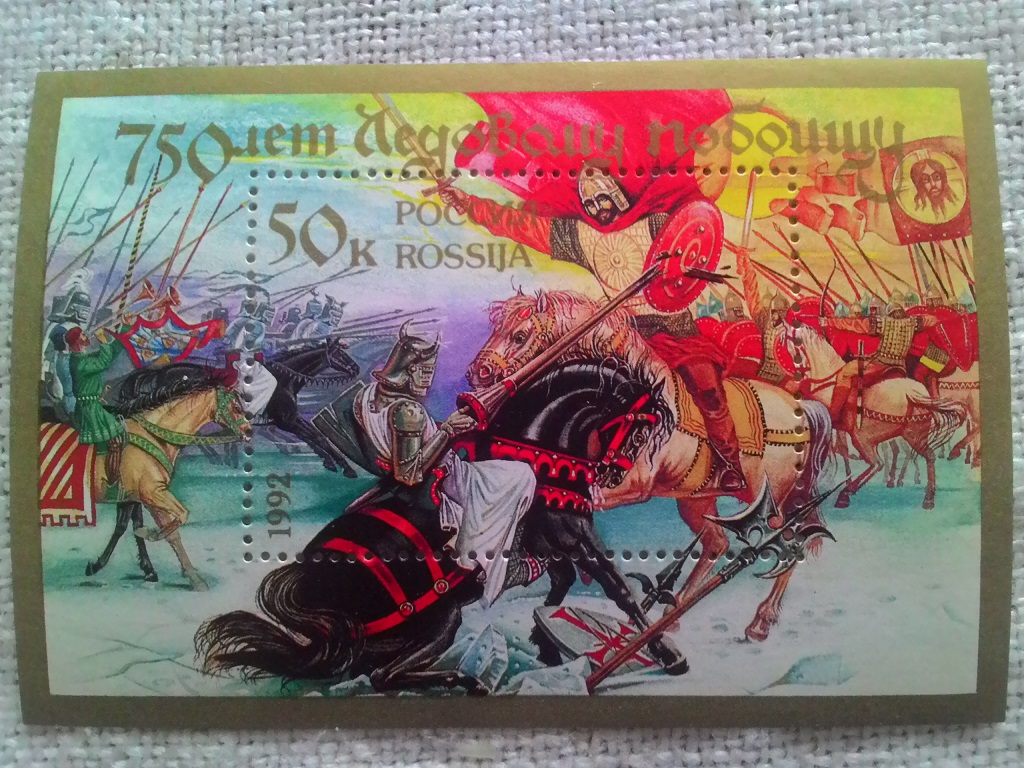 750 лет Ледовому побоищу
50к
РОССИЯ
ROSSIJA
1992